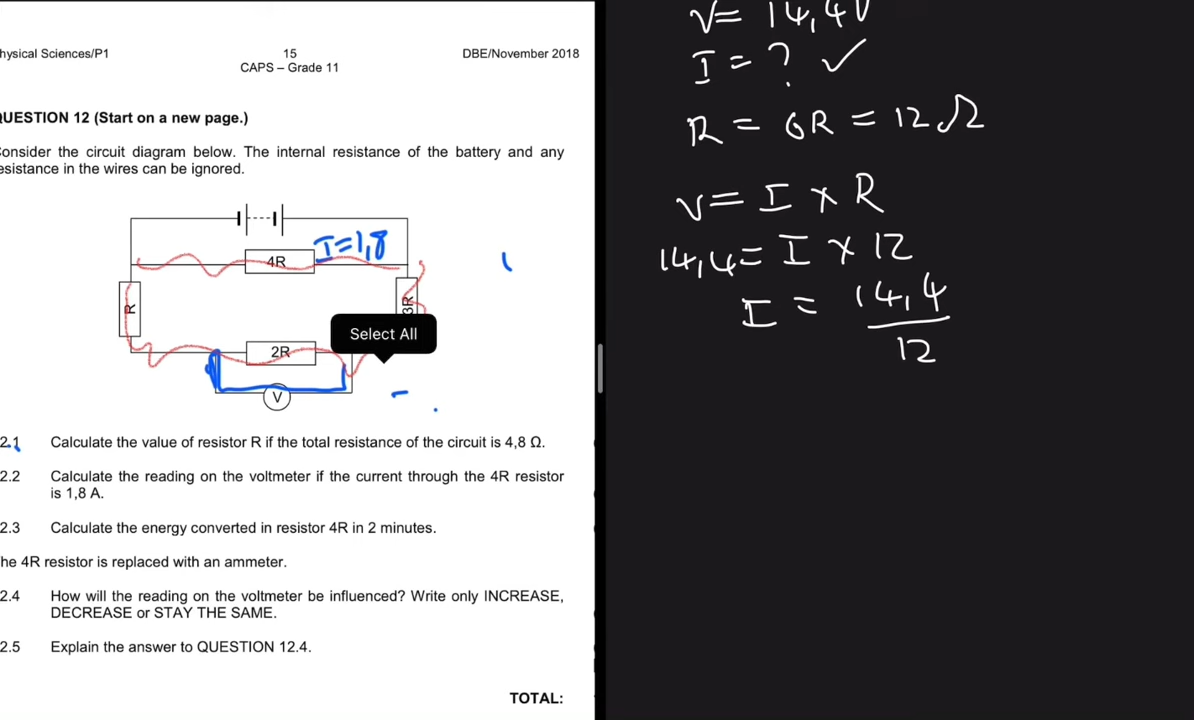 hysical Sciences/P1
15
CAPS – Grade 11
DBE/November 2018
QUESTION 12 (Start on a new page.)
Consider the circuit diagram below. The internal resistance of the battery and any
esistance in the wires can be ignored.
4R
I=1,8
R
3R
2R
V
Select All
2.1 Calculate the value of resistor R if the total resistance of the circuit is 4,8 Ω.
2.2 Calculate the reading on the voltmeter if the current through the 4R resistor
is 1,8 A.
2.3 Calculate the energy converted in resistor 4R in 2 minutes.
he 4R resistor is replaced with an ammeter.
2.4 How will the reading on the voltmeter be influenced? Write only INCREASE,
DECREASE or STAY THE SAME.
2.5 Explain the answer to QUESTION 12.4.
TOTAL:
V= 14,4V
I = ? ✓
R = 6R = 12 Ω
V= I × R
14,4= I × 12
I = 14,4
12